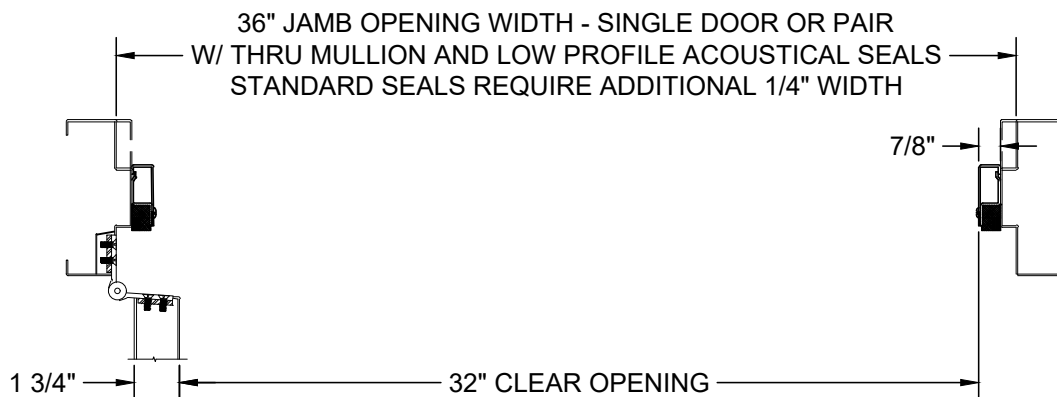 36" JAMB OPENING WIDTH - SINGLE DOOR OR PAIR
W/ THRU MULLION AND LOW PROFILE ACOUSTICAL SEALS
STANDARD SEALS REQUIRE ADDITIONAL 1/4" WIDTH
7/8"
1 3/4"
32" CLEAR OPENING